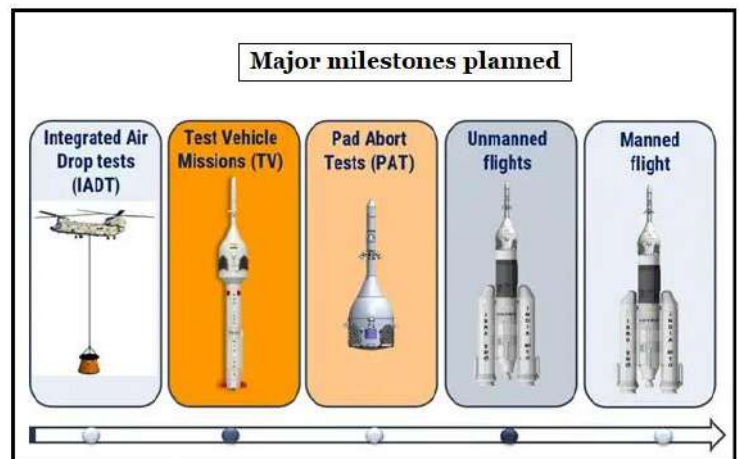 Major milestones planned
Integrated Air
Drop tests
(IADT)
Test Vehicle
Missions (TV)
Pad Abort
Tests (PAT)
Unmanned
flights
Manned
flight